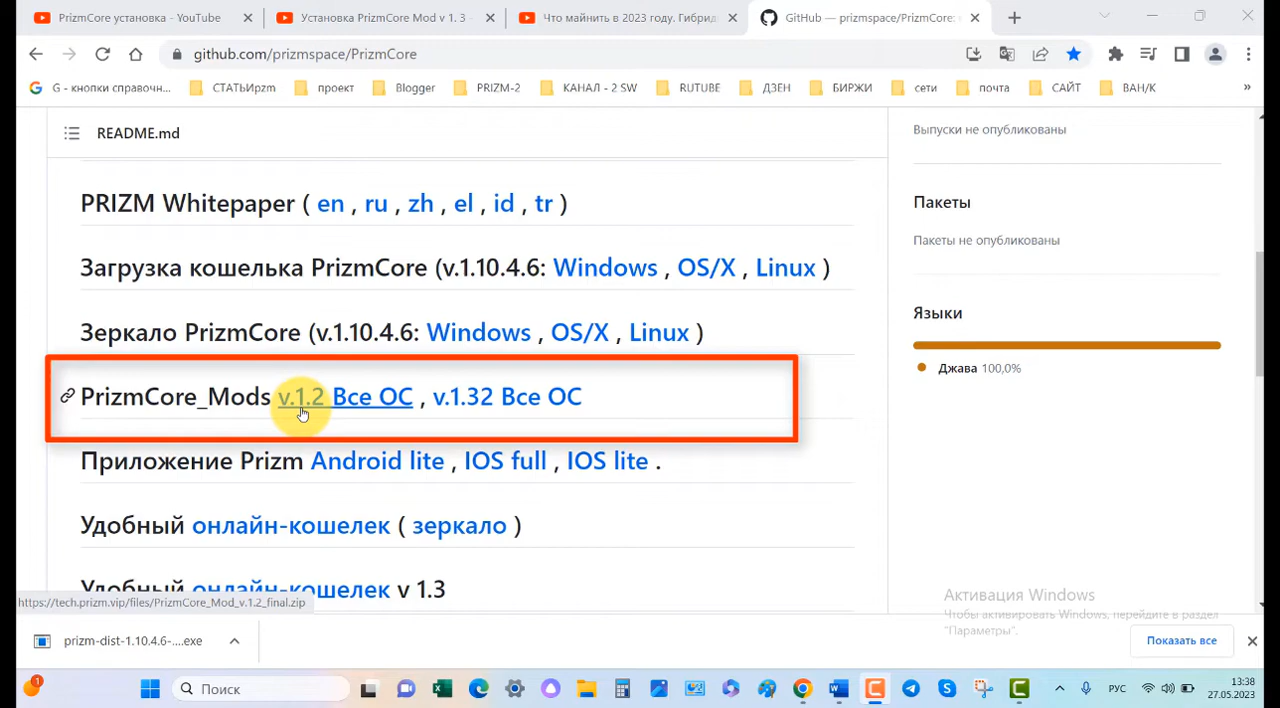 PrizmCore установка - YouTube
Установка PrizmCore Mod v 1. 3
Что майнить в 2023 году. Гибрид
GitHub — prizmspace/PrizmCore:
github.com/prizmspace/PrizmCore
G - кнопки справочн...
СТАТЬИpzm
проект
Blogger
PRIZM-2
КАНАЛ - 2 SW
RUTUBE
ДЗЕН
БИРЖИ
сети
почта
САЙТ
ВАН/К
»
README.md
Выпуски не опубликованы
PRIZM Whitepaper ( en , ru , zh , el , id , tr )
Пакеты
Пакеты не опубликованы
Загрузка кошелька PrizmCore (v.1.10.4.6: Windows , OS/X , Linux )
Зеркало PrizmCore (v.1.10.4.6: Windows , OS/X , Linux )
Языки
Джава 100,0%
PrizmCore_Mods v.1.2 Все ОС , v.1.32 Все ОС
Приложение Prizm Android lite , IOS full , IOS lite .
Удобный онлайн-кошелек ( зеркало )
Удобный онлайн-кошелек v 1.3
https://tech.prizm.vip/files/PrizmCore_Mod_v.1.2_final.zip
Активация Windows
Чтобы активировать Windows, перейдите в раздел
"Параметры".
prizm-dist-1.10.4.6-....exe
Показать все
1
Поиск
РУС
13:38
27.05.2023